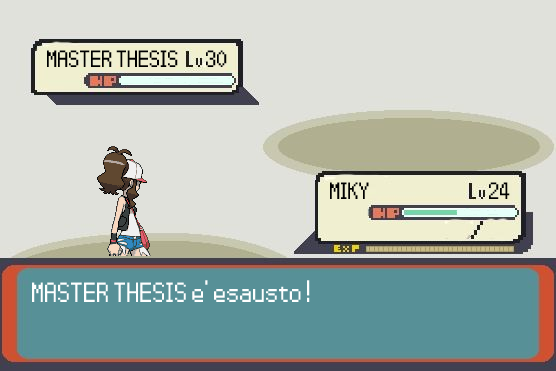 MASTER THESIS Lv30
HP
MIKY Lv24
HP
/
EXP
MASTER THESIS e'esausto!